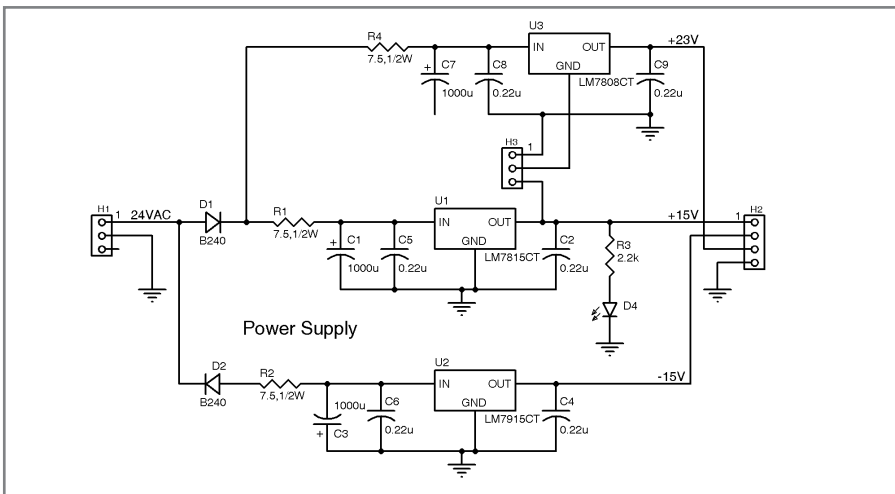 U3
R4
7.5,1/2W
IN
OUT
GND
+23V
+ C7
1000u
C8
0.22u
LM7808CT
C9
0.22u
H3
1
H1
1
24VAC
D1
B240
R1
7.5,1/2W
U1
IN
OUT
GND
LM7815CT
+15V
1
H2
+ C1
1000u
C5
0.22u
C2
0.22u
R3
2.2k
D4
Power Supply
D2
B240
R2
7.5,1/2W
U2
IN
OUT
GND
LM7915CT
-15V
1000u
+ C3
C6
0.22u
C4
0.22u